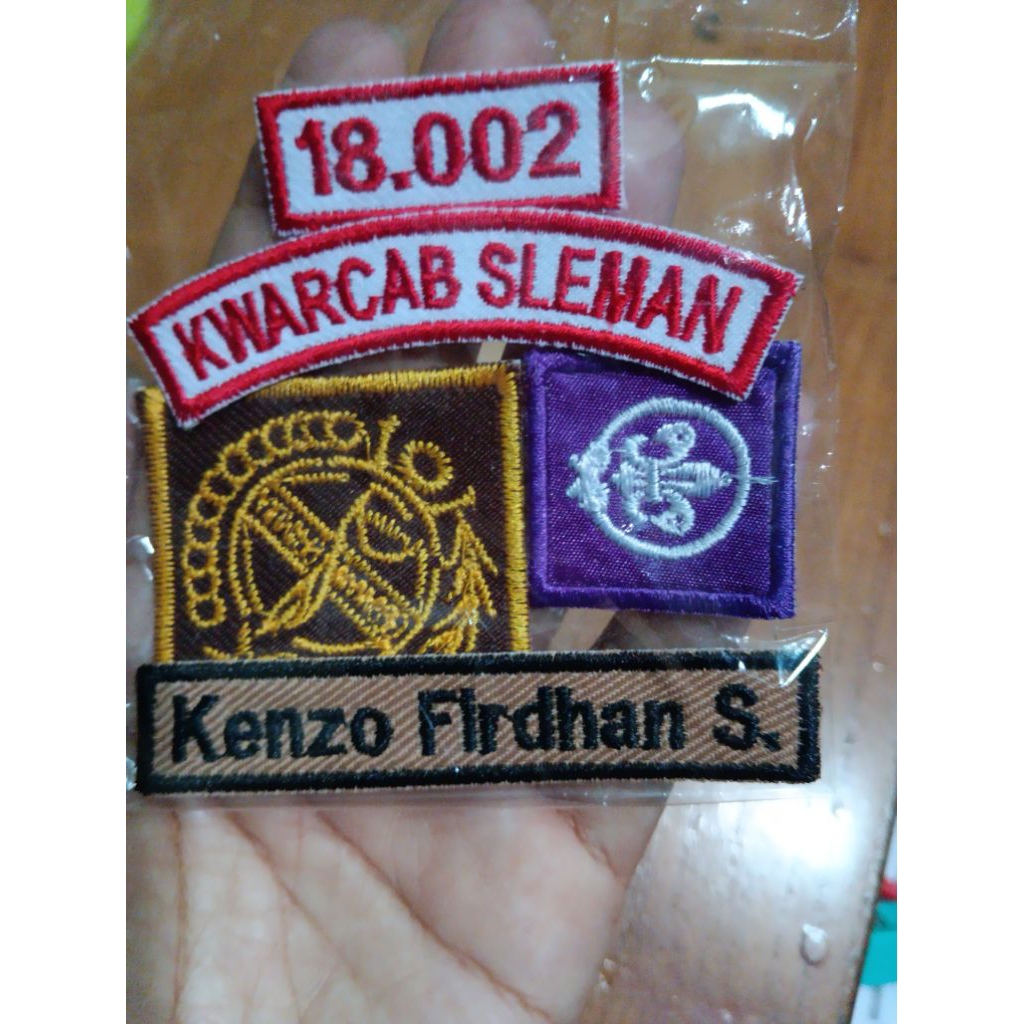 18.002
KWARCAB SLEMAN
Kenzo Firdhan S.